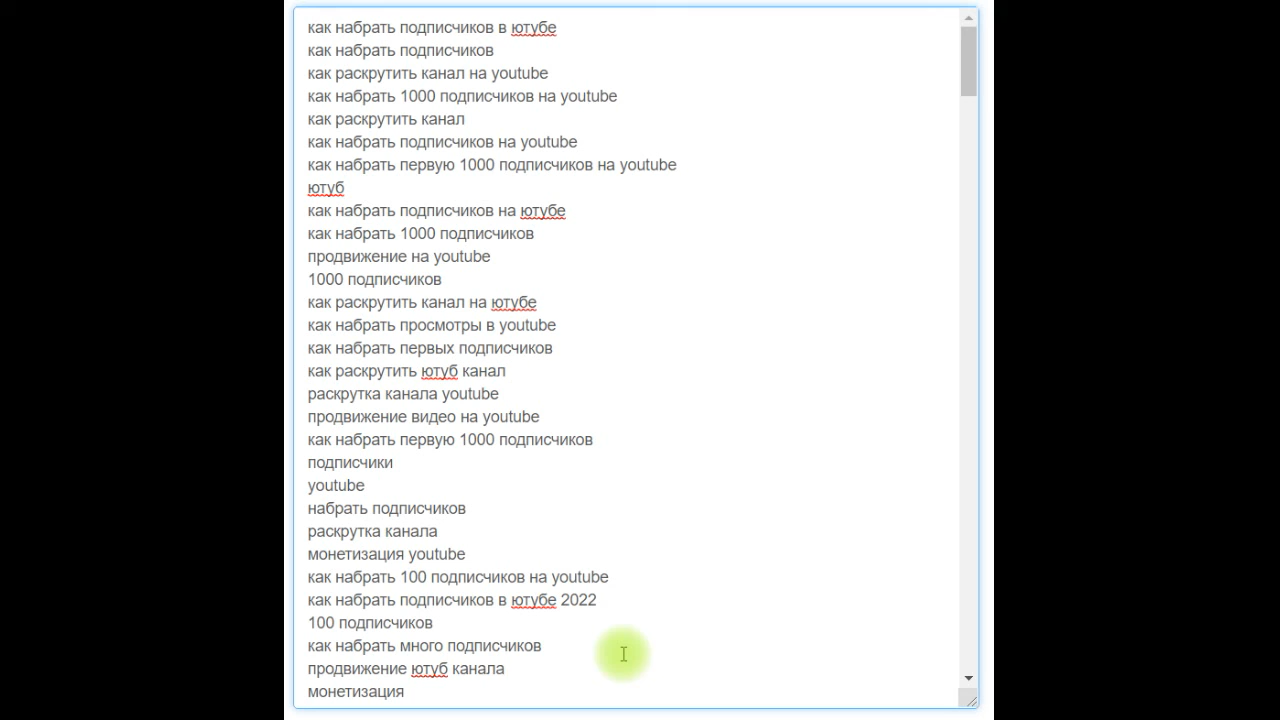 как набрать подписчиков в ютубе
как набрать подписчиков
как раскрутить канал на youtube
как набрать 1000 подписчиков на youtube
как раскрутить канал
как набрать подписчиков на youtube
как набрать первую 1000 подписчиков на youtube
ютуб
как набрать подписчиков на ютубе
как набрать 1000 подписчиков
продвижение на youtube
1000 подписчиков
как раскрутить канал на ютубе
как набрать просмотры в youtube
как набрать первых подписчиков
как раскрутить ютуб канал
раскрутка канала youtube
продвижение видео на youtube
как набрать первую 1000 подписчиков
подписчики
youtube
набрать подписчиков
раскрутка канала
монетизация youtube
как набрать 100 подписчиков на youtube
как набрать подписчиков в ютубе 2022
100 подписчиков
как набрать много подписчиков
продвижение ютуб канала
монетизация